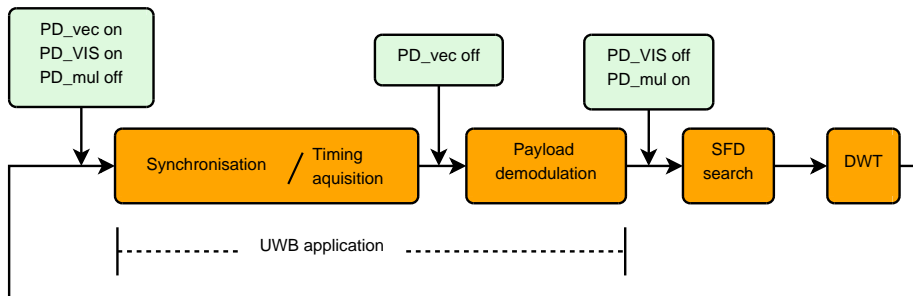 PD_vec on
PD_VIS on
PD_mul off
PD_vec off
PD_VIS off
PD_mul on
Synchronisation / Timing
aquisition
Payload
demodulation
SFD
search
DWT
UWB application